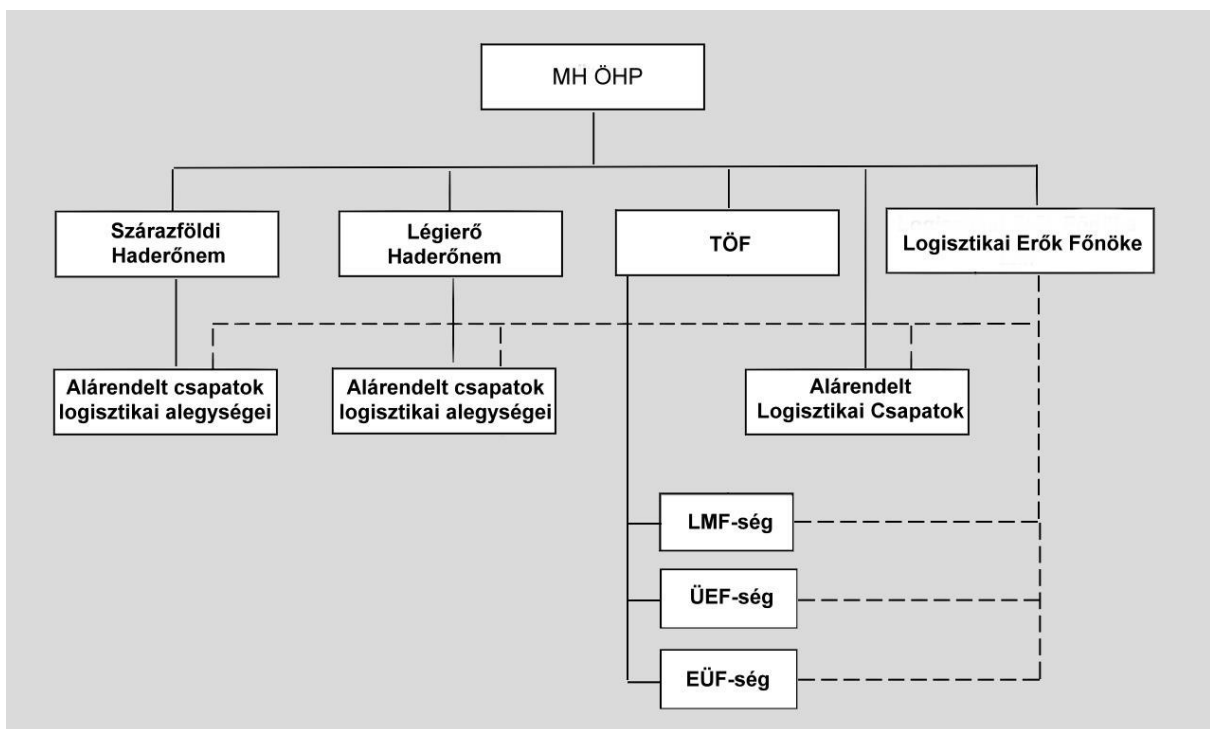 MH ÖHP
Szárazföldi
Haderőnem
Légierő
Haderőnem
TÖF
Logisztikai Erők Főnöke
Alárendelt csapatok
logisztikai alegységei
Alárendelt csapatok
logisztikai alegységei
Alárendelt
Logisztikai Csapatok
LMF-ség
ÜEF-ség
EÜF-ség